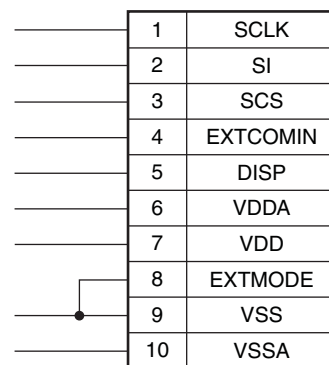 1 SCLK
2 SI
3 SCS
4 EXTCOMIN
5 DISP
6 VDDA
7 VDD
8 EXTMODE
9 VSS
10 VSSA